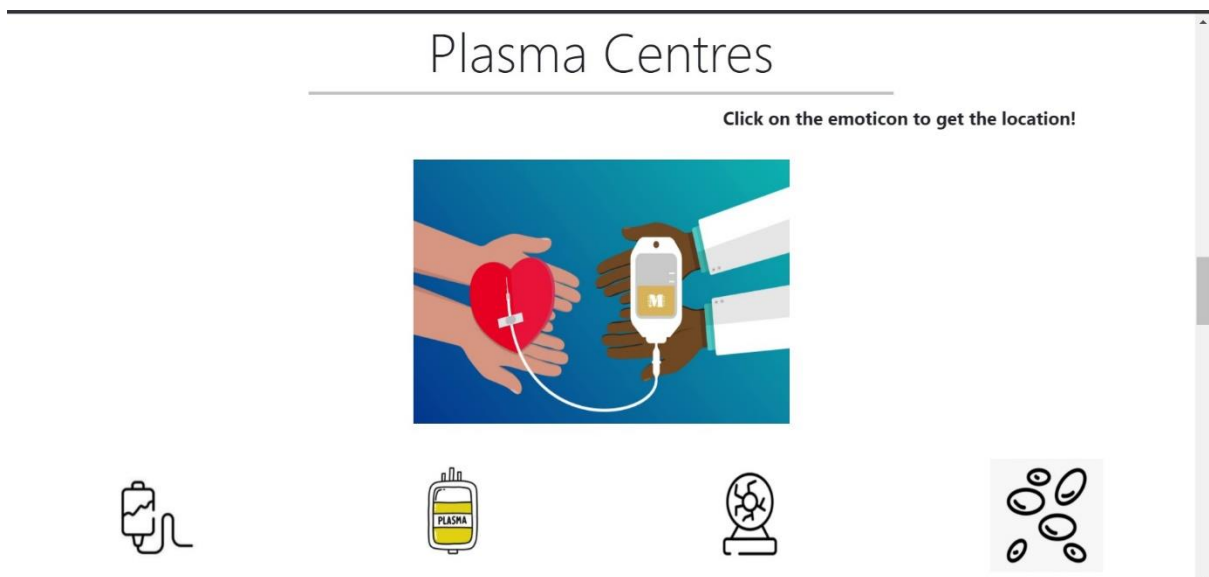 Plasma Centres
Click on the emoticon to get the location!
M
PLASMA